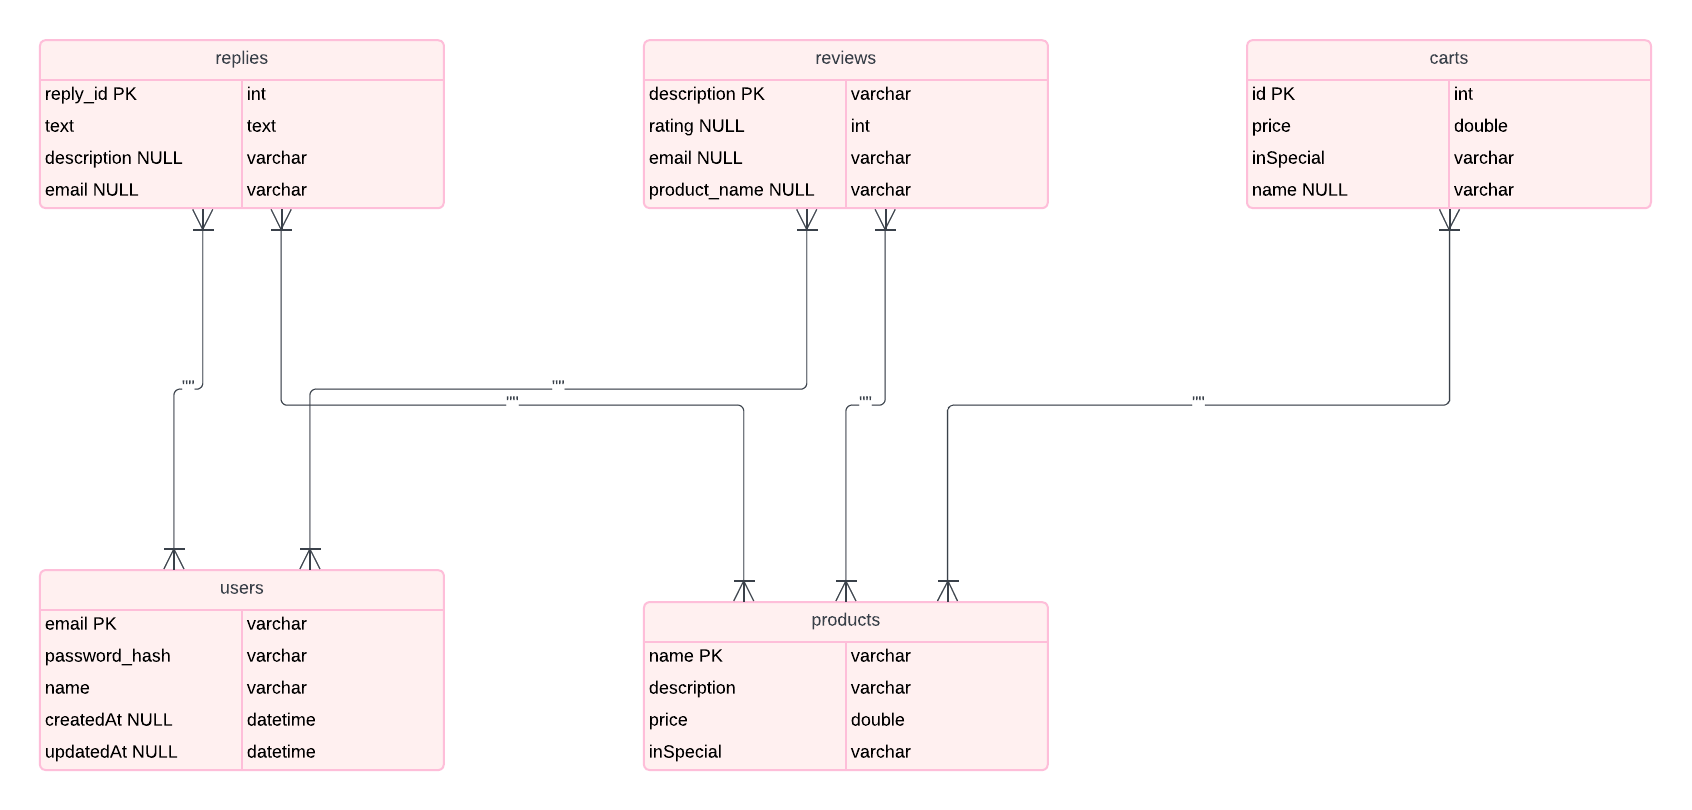 replies
reply_id PK int
text text
description NULL varchar
email NULL varchar
reviews
description PK varchar
rating NULL int
email NULL varchar
product_name NULL varchar
carts
id PK int
price double
inSpecial varchar
name NULL varchar
""
""
""
""
""
users
email PK varchar
password_hash varchar
name varchar
createdAt NULL datetime
updatedAt NULL datetime
products
name PK varchar
description varchar
price double
inSpecial varchar